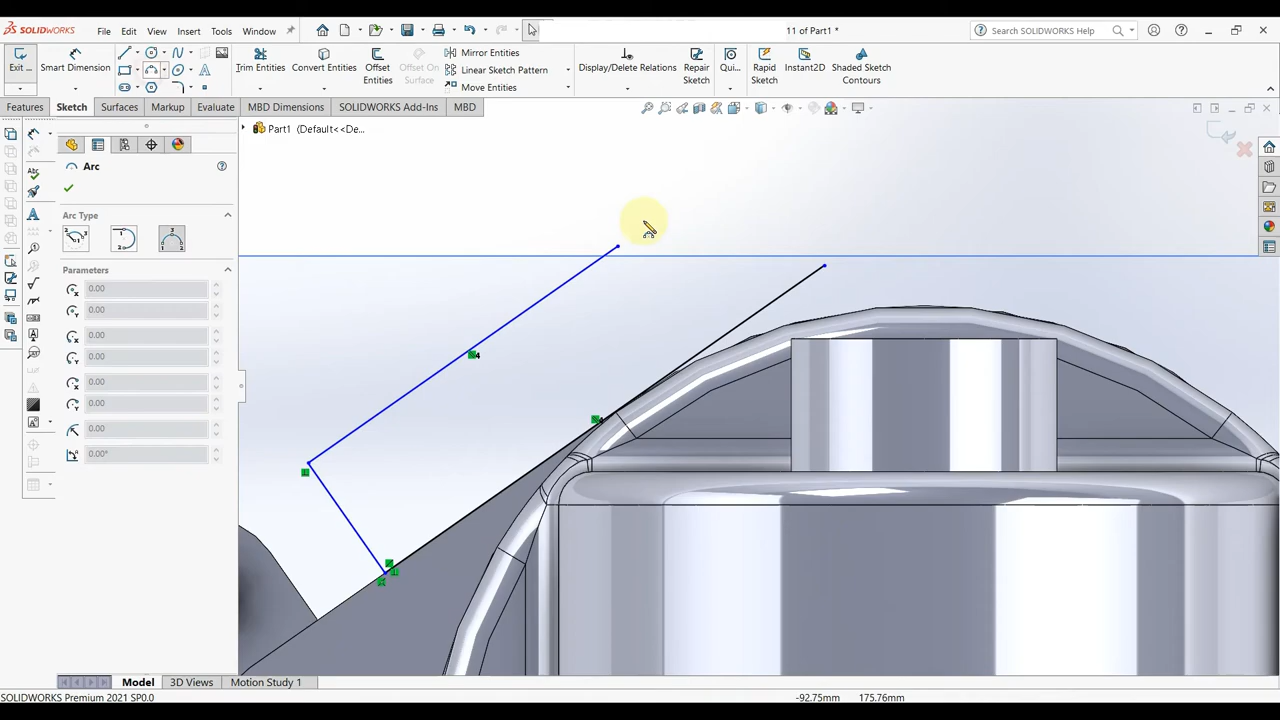 SOLIDWORKS
File
Edit
View
Insert
Tools
Window
11 of Part1 *
Search SOLIDWORKS Help
Exit ...
Smart Dimension
Trim Entities
Convert Entities
Offset
Entities
Offset On
Surface
Mirror Entities
Linear Sketch Pattern
Move Entities
Display/Delete Relations
Repair
Sketch
Qui...
Rapid
Sketch
Instant2D
Shaded Sketch
Contours
Features
Sketch
Surfaces
Markup
Evaluate
MBD Dimensions
SOLIDWORKS Add-Ins
MBD
Part1 (Default<<De...
Arc
Arc Type
Parameters
0.00
0.00
0.00
0.00
0.00
0.00
0.00
0.00°
4
4
Model
3D Views
Motion Study 1
SOLIDWORKS Premium 2021 SP0.0
-92.75mm
175.76mm